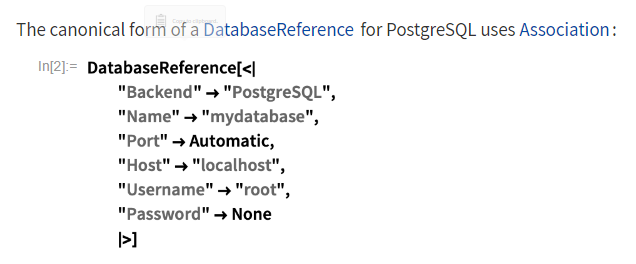 The canonical form of a DatabaseReference for PostgreSQL uses Association:
In[2]:= DatabaseReference[<|
"Backend" → "PostgreSQL",
"Name" → "mydatabase",
"Port" → Automatic,
"Host" → "localhost",
"Username" → "root",
"Password" → None
|>]